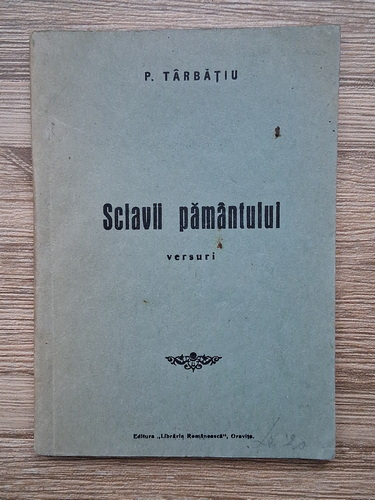 P. TÂRBĂȚIU
Sclavii pământului
versuri
Editura „Librăria Românească“, Oravița.